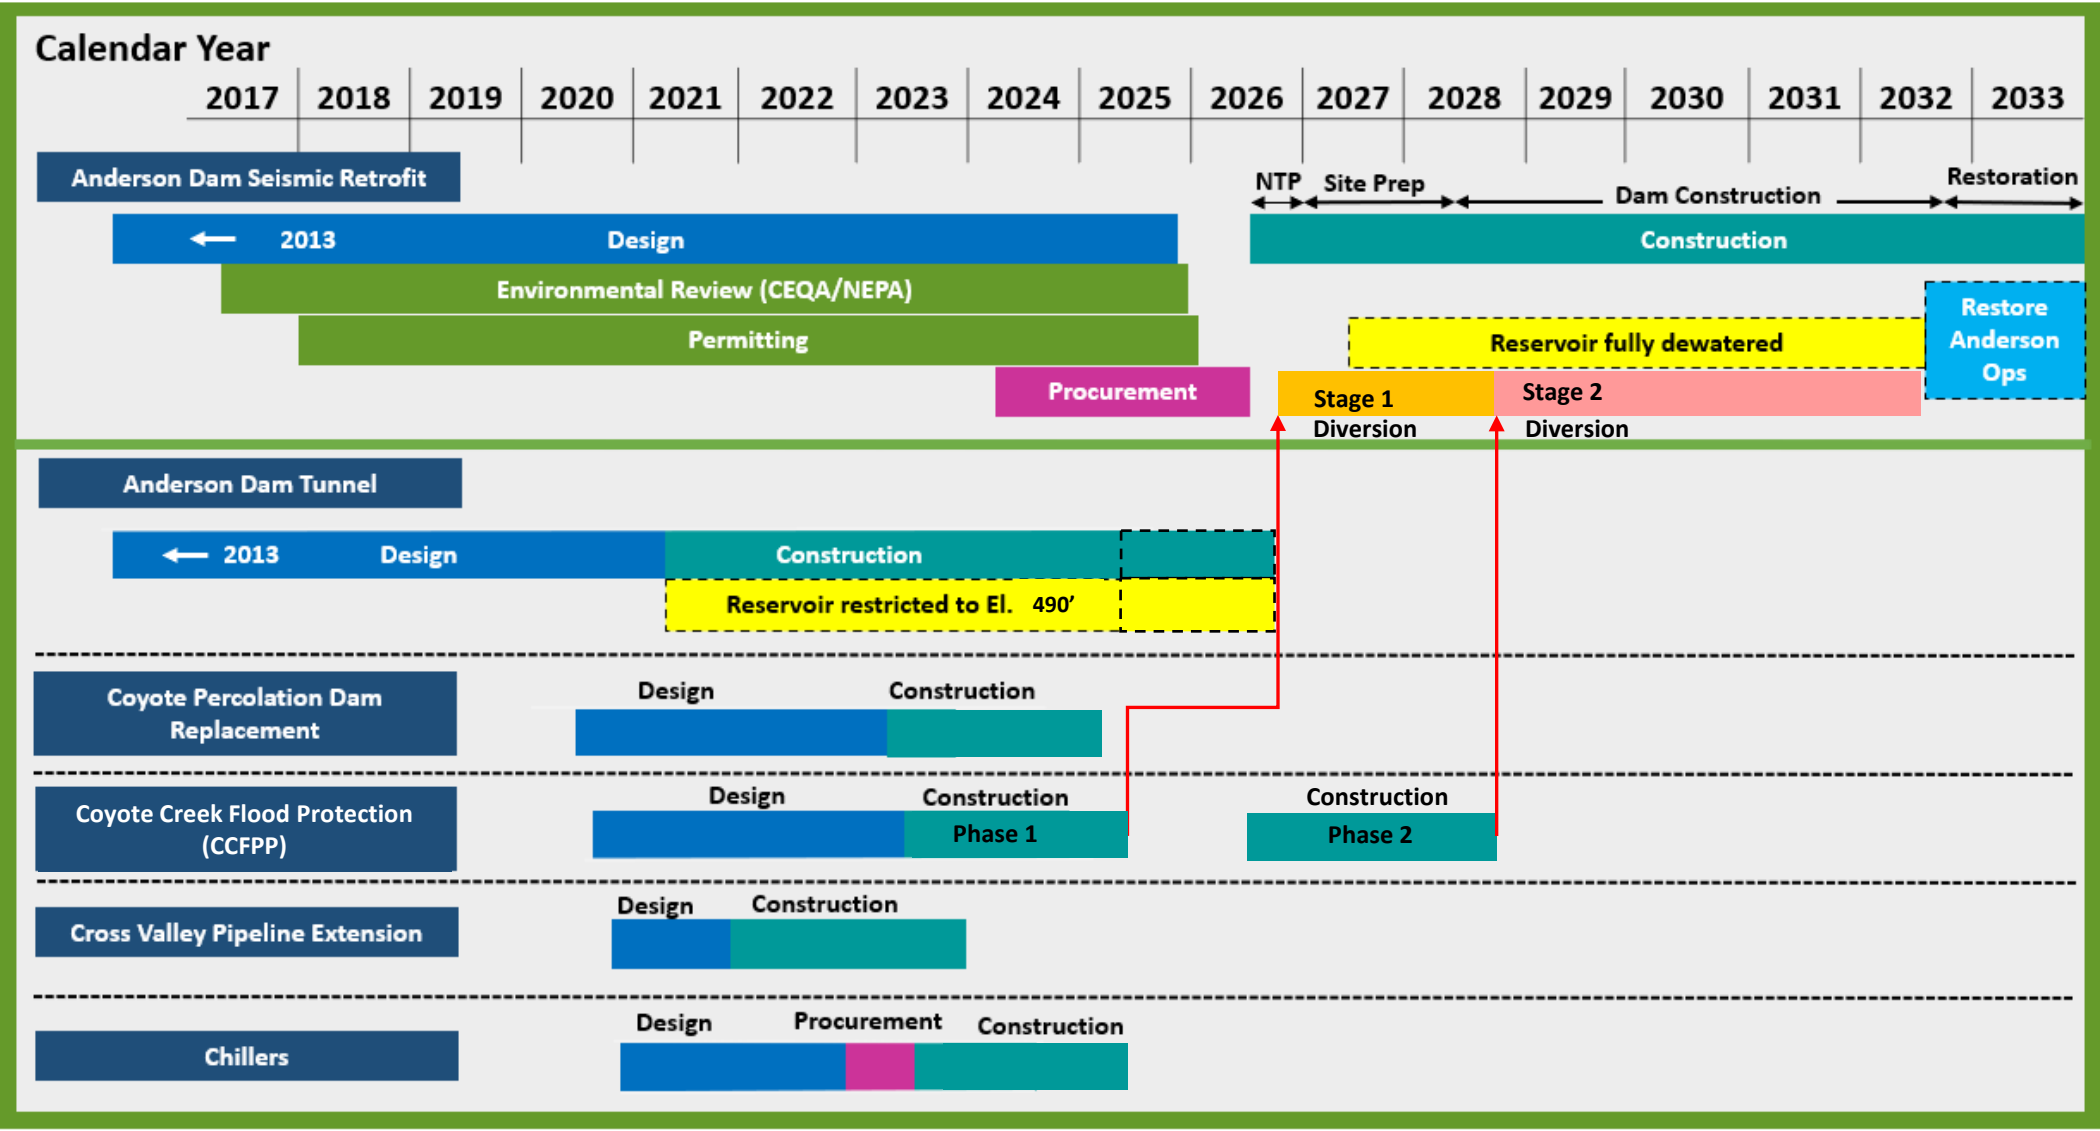 Calendar Year
2017 2018 2019 2020 2021 2022 2023 2024 2025 2026 2027 2028 2029 2030 2031 2032 2033
Anderson Dam Seismic Retrofit
NTP Site Prep Dam Construction Restoration
2013 Design
Construction
Environmental Review (CEQA/NEPA)
Permitting
Reservoir fully dewatered
Restore
Anderson
Ops
Procurement
Stage 1
Diversion
Stage 2
Diversion
Anderson Dam Tunnel
2013 Design Construction
Reservoir restricted to El. 490’
Coyote Percolation Dam
Replacement
Design Construction
Coyote Creek Flood Protection
(CCFPP)
Design Construction Construction
Phase 1 Phase 2
Cross Valley Pipeline Extension
Design Construction
Chillers
Design Procurement Construction